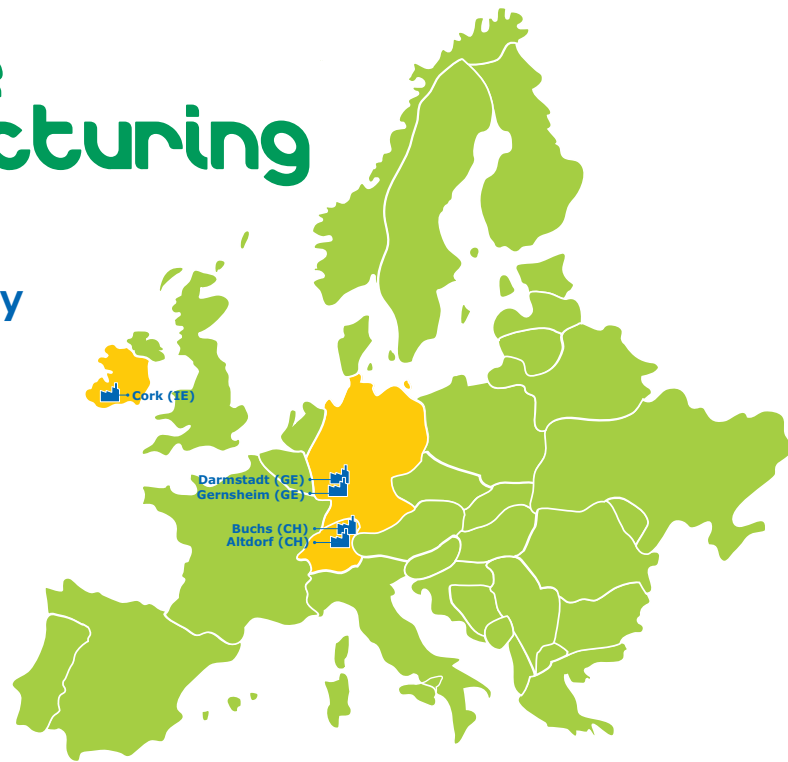 cturing
y
Cork (IE)
Darmstadt (GE)
Gernsheim (GE)
Buchs (CH)
Altdorf (CH)